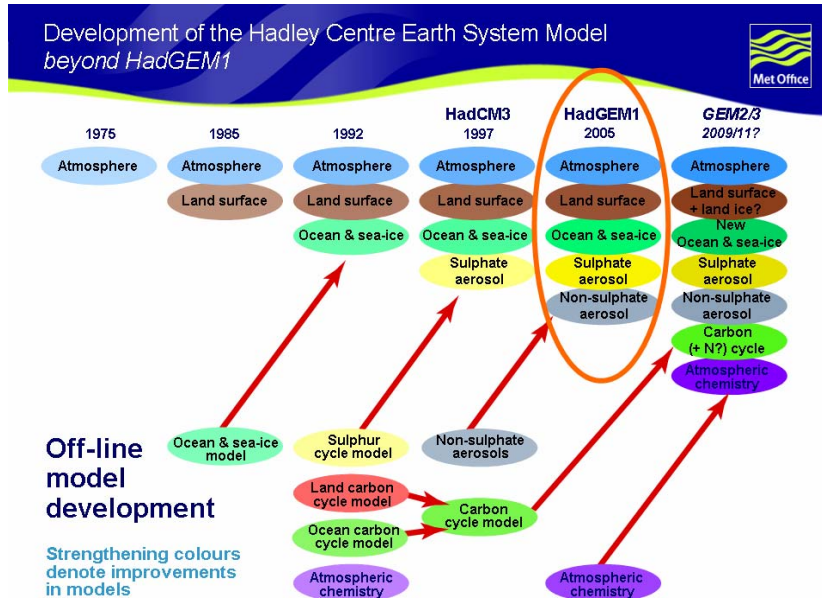 Development of the Hadley Centre Earth System Model
beyond HadGEM1
Met Office
HadCM3 HadGEM1 GEM2/3
1975 1985 1992 1997 2005 2009/11?
Atmosphere Atmosphere Atmosphere Atmosphere Atmosphere Atmosphere
Land surface Land surface Land surface Land surface Land surface
+ land ice?
Ocean & sea-ice Ocean & sea-ice Ocean & sea-ice New
Ocean & sea-ice
Sulphate Sulphate Sulphate
aerosol aerosol aerosol
Non-sulphate Non-sulphate
aerosol aerosol
Carbon
(+ N?) cycle
Atmospheric
chemistry
Off-line
model
development
Ocean & sea-ice
model
Sulphur
cycle model
Non-sulphate
aerosols
Land carbon
cycle model
Carbon
cycle model
Ocean carbon
cycle model
Strengthening colours
denote improvements
in models
Atmospheric
chemistry
Atmospheric
chemistry